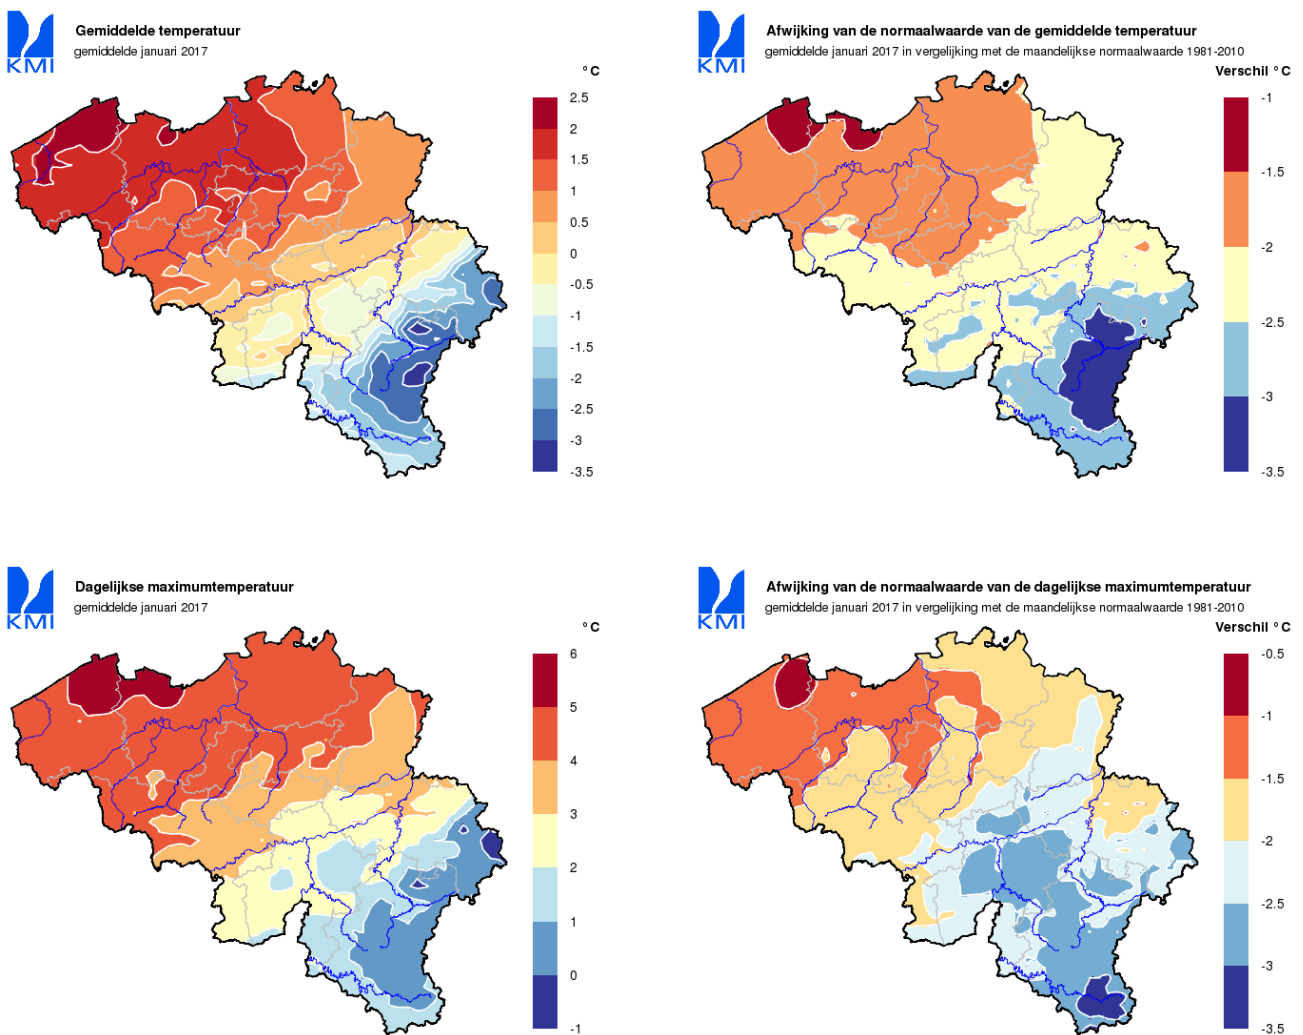 KMI
Gemiddelde temperatuur
gemiddelde januari 2017
°C
2.5
2
1.5
1
0.5
0
-0.5
-1
-1.5
-2
-2.5
-3
-3.5
KMI
Afwijking van de normaalwaarde van de gemiddelde temperatuur
gemiddelde januari 2017 in vergelijking met de maandelijkse normaalwaarde 1981-2010
Verschil °C
-1
-1.5
-2
-2.5
-3
-3.5
KMI
Dagelijkse maximumtemperatuur
gemiddelde januari 2017
°C
6
5
4
3
2
1
0
-1
KMI
Afwijking van de normaalwaarde van de dagelijkse maximumtemperatuur
gemiddelde januari 2017 in vergelijking met de maandelijkse normaalwaarde 1981-2010
Verschil °C
-0.5
-1
-1.5
-2
-2.5
-3
-3.5